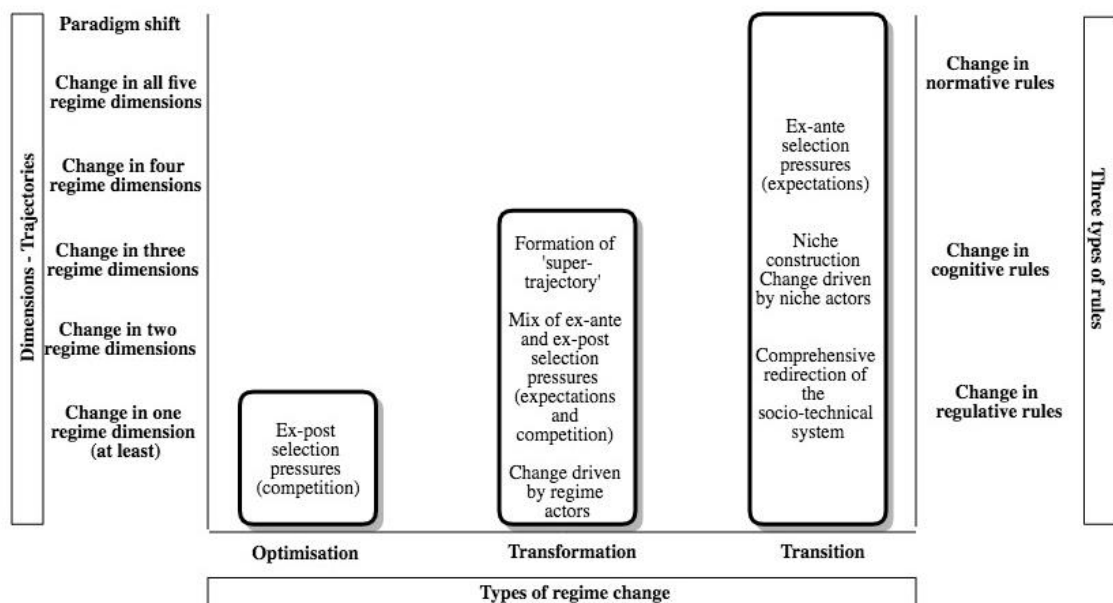 Dimensions - Trajectories
Paradigm shift
Change in all five
regime dimensions
Change in four
regime dimensions
Change in three
regime dimensions
Change in two
regime dimensions
Change in one
regime dimension
(at least)
Ex-post
selection
pressures
(competition)
Formation of
'super-
trajectory'
Mix of ex-ante
and ex-post
selection
pressures
(expectations
and
competition)
Change driven
by regime
actors
Ex-ante
selection
pressures
(expectations)
Niche
construction
Change driven
by niche actors
Comprehensive
redirection of
the
socio-technical
system
Change in
normative rules
Change in
cognitive rules
Change in
regulative rules
Three types of rules
Optimisation
Transformation
Transition
Types of regime change